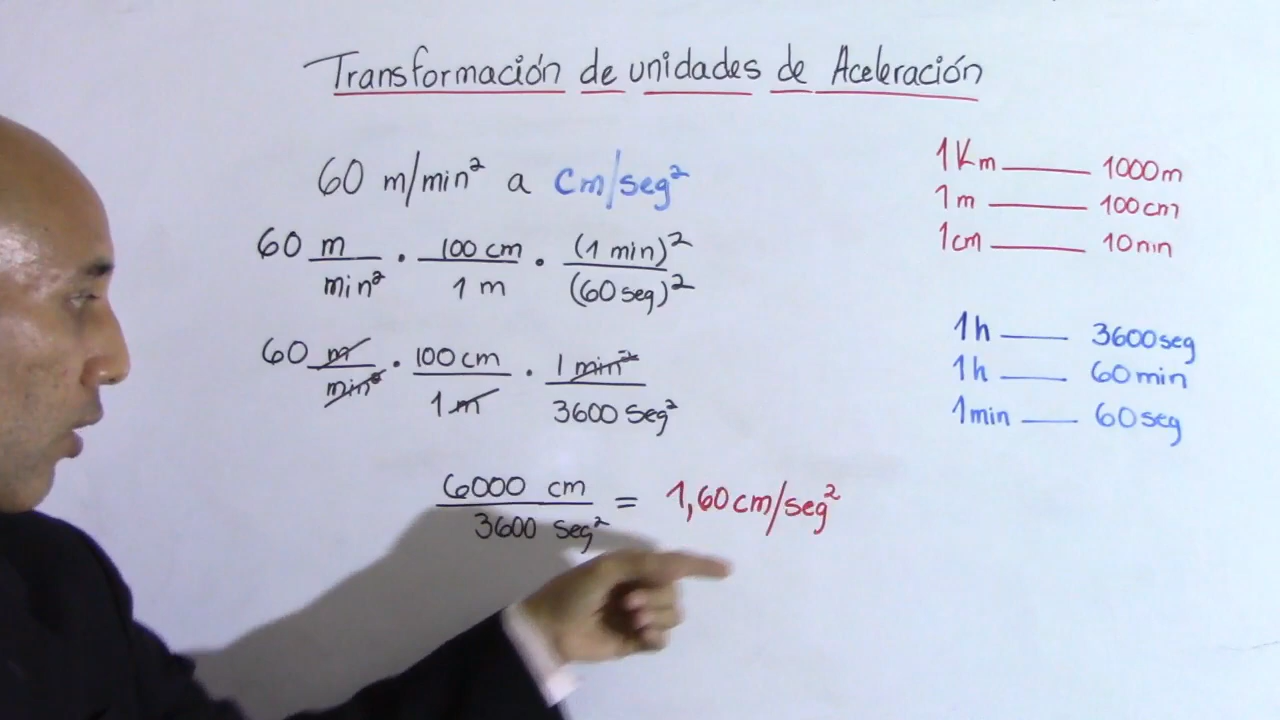 Transformación de unidades de Aceleración
60 m/min² a cm/seg²
60 m/min² · 100 cm/1 m · (1 min)²/(60 seg)²
60 m/min² · 100 cm/1 m · 1 min²/3600 Seg²
6000 cm/3600 seg² = 1,60 cm/seg²
1Km — 1000m
1m — 100cm
1cm — 10mm
1h — 3600seg
1h — 60min
1min — 60seg